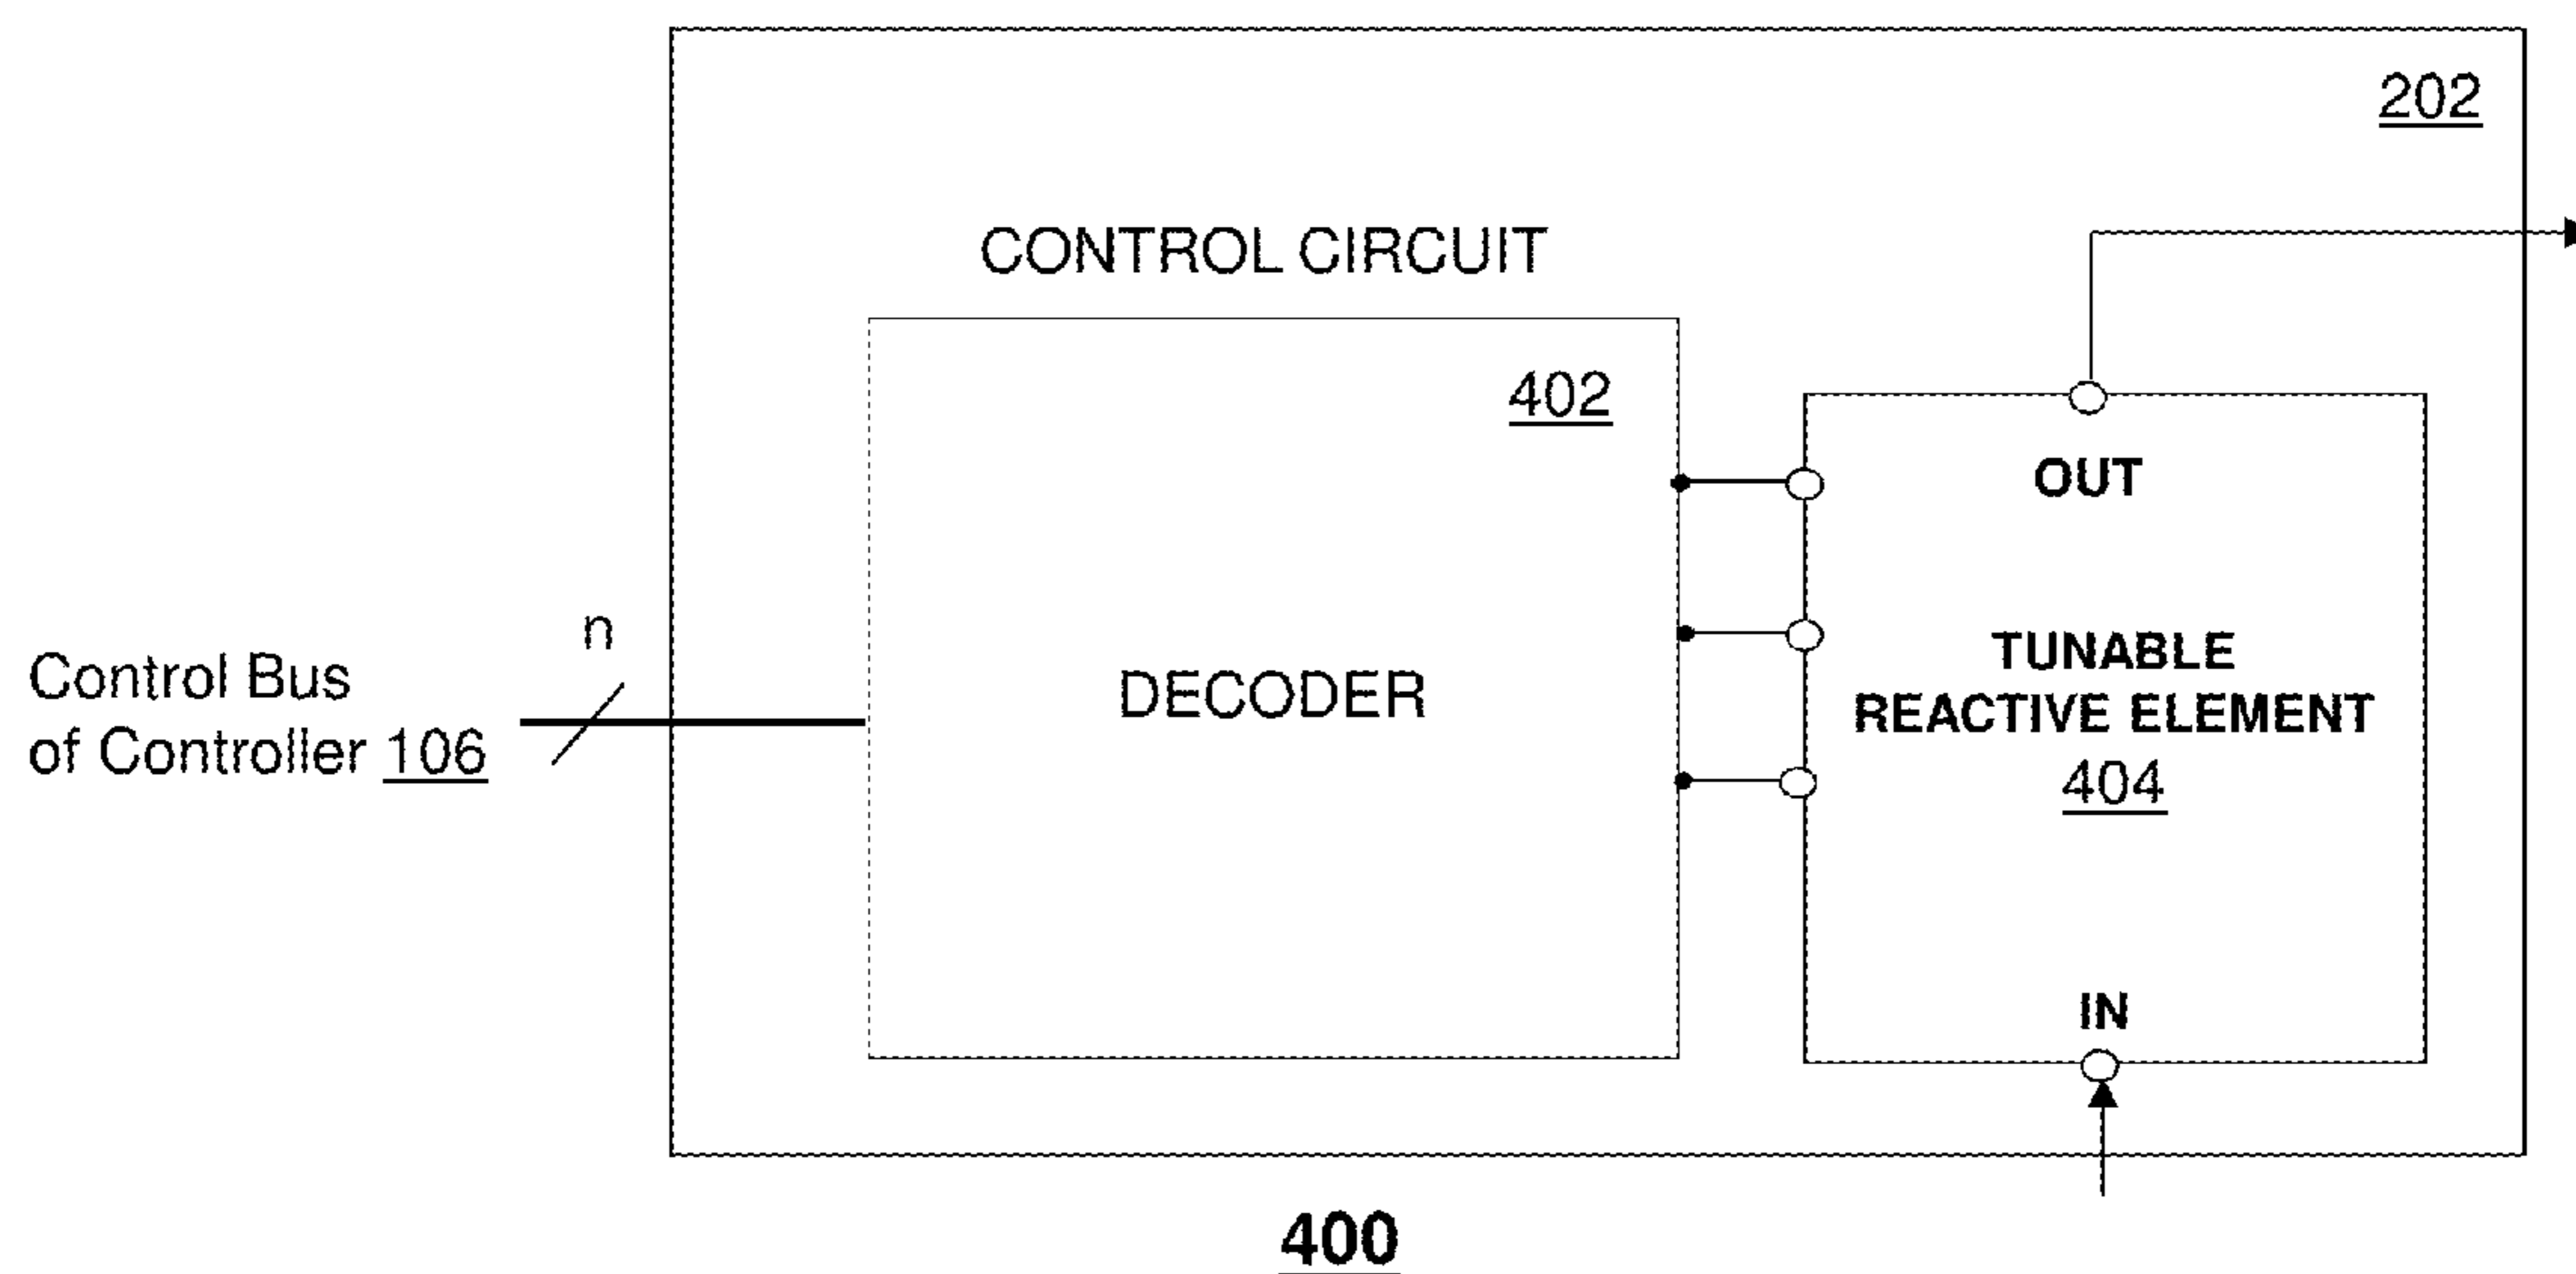 202
CONTROL CIRCUIT
402
OUT
n
Control Bus
of Controller 106
DECODER
TUNABLE
REACTIVE ELEMENT
404
IN
400